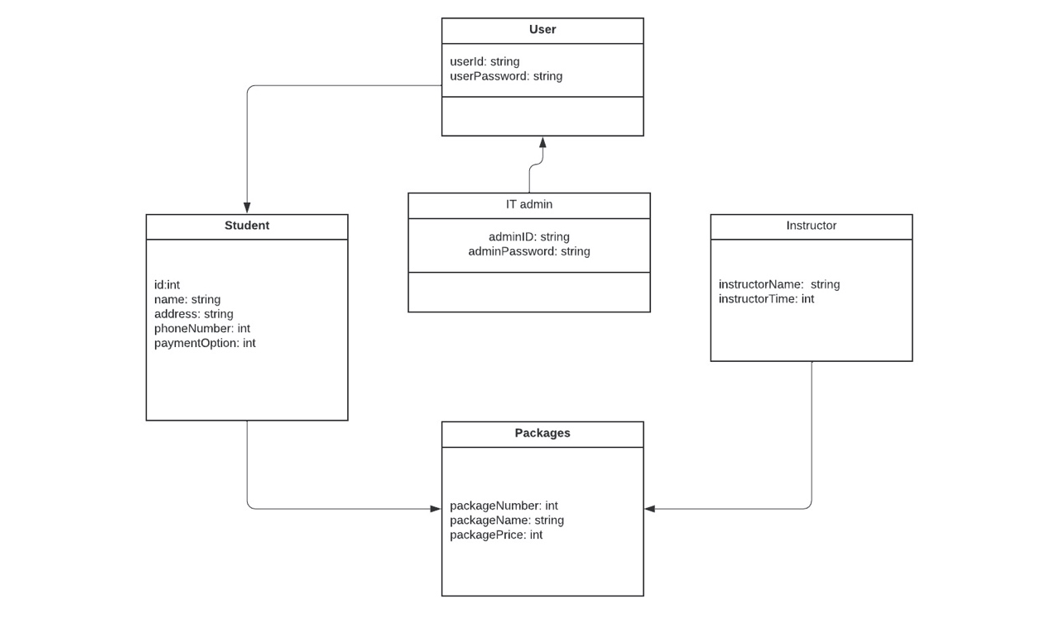 User
userId: string
userPassword: string
IT admin
adminID: string
adminPassword: string
Student
id:int
name: string
address: string
phoneNumber: int
paymentOption: int
Instructor
instructorName:  string
instructorTime: int
Packages
packageNumber: int
packageName: string
packagePrice: int